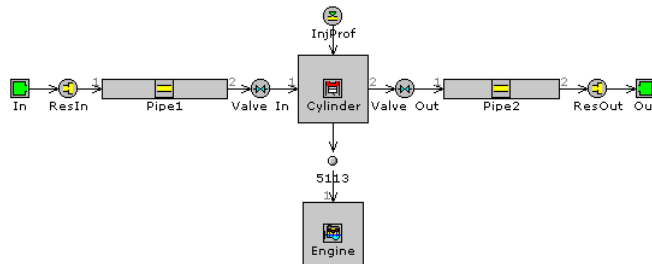 InjProf
1 2 1 2 1 2
In ResIn Pipe1 Valve In Cylinder Valve Out Pipe2 ResOut Out
5113
1
Engine